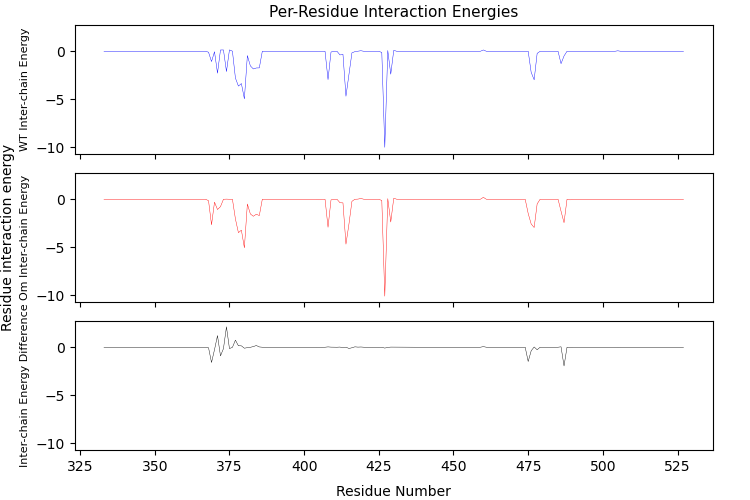 Per-Residue Interaction Energies
Residue interaction energy
WT Inter-chain Energy
0
−5
−10
Om Inter-chain Energy
0
−5
−10
Inter-chain Energy Difference
0
−5
−10
325 350 375 400 425 450 475 500 525
Residue Number